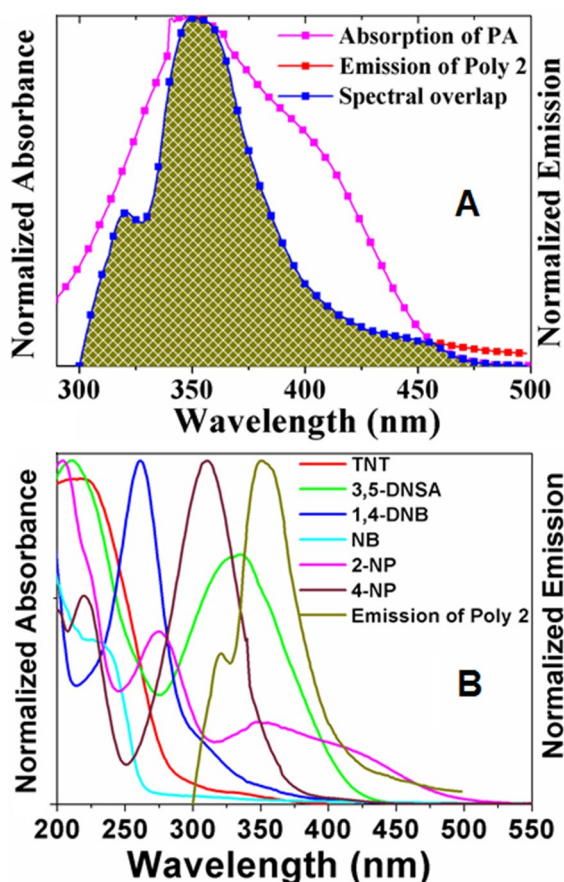 Normalized Absorbance
Absorption of PA
Emission of Poly 2
Spectral overlap
A
Normalized Emission
300 350 400 450 500
Wavelength (nm)
Normalized Absorbance
TNT
3,5-DNSA
1,4-DNB
NB
2-NP
4-NP
Emission of Poly 2
B
Normalized Emission
200 250 300 350 400 450 500 550
Wavelength (nm)